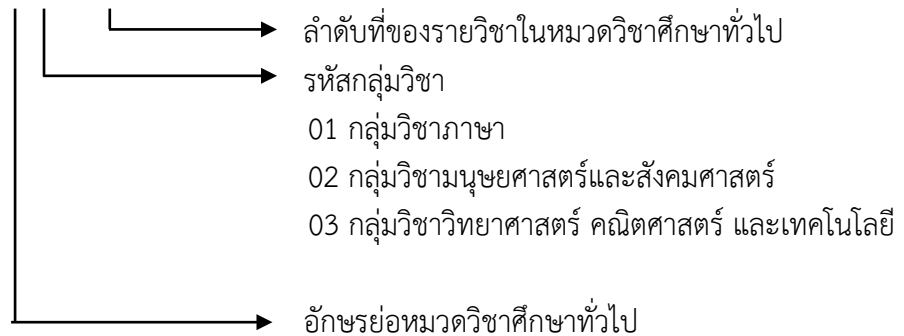 ลำดับที่ของรายวิชาในหมวดวิชาศึกษาทั่วไป
รหัสกลุ่มวิชา
01 กลุ่มวิชาภาษา
02 กลุ่มวิชามนุษยศาสตร์และสังคมศาสตร์
03 กลุ่มวิชาวิทยาศาสตร์ คณิตศาสตร์ และเทคโนโลยี
อักษรย่อหมวดวิชาศึกษาทั่วไป